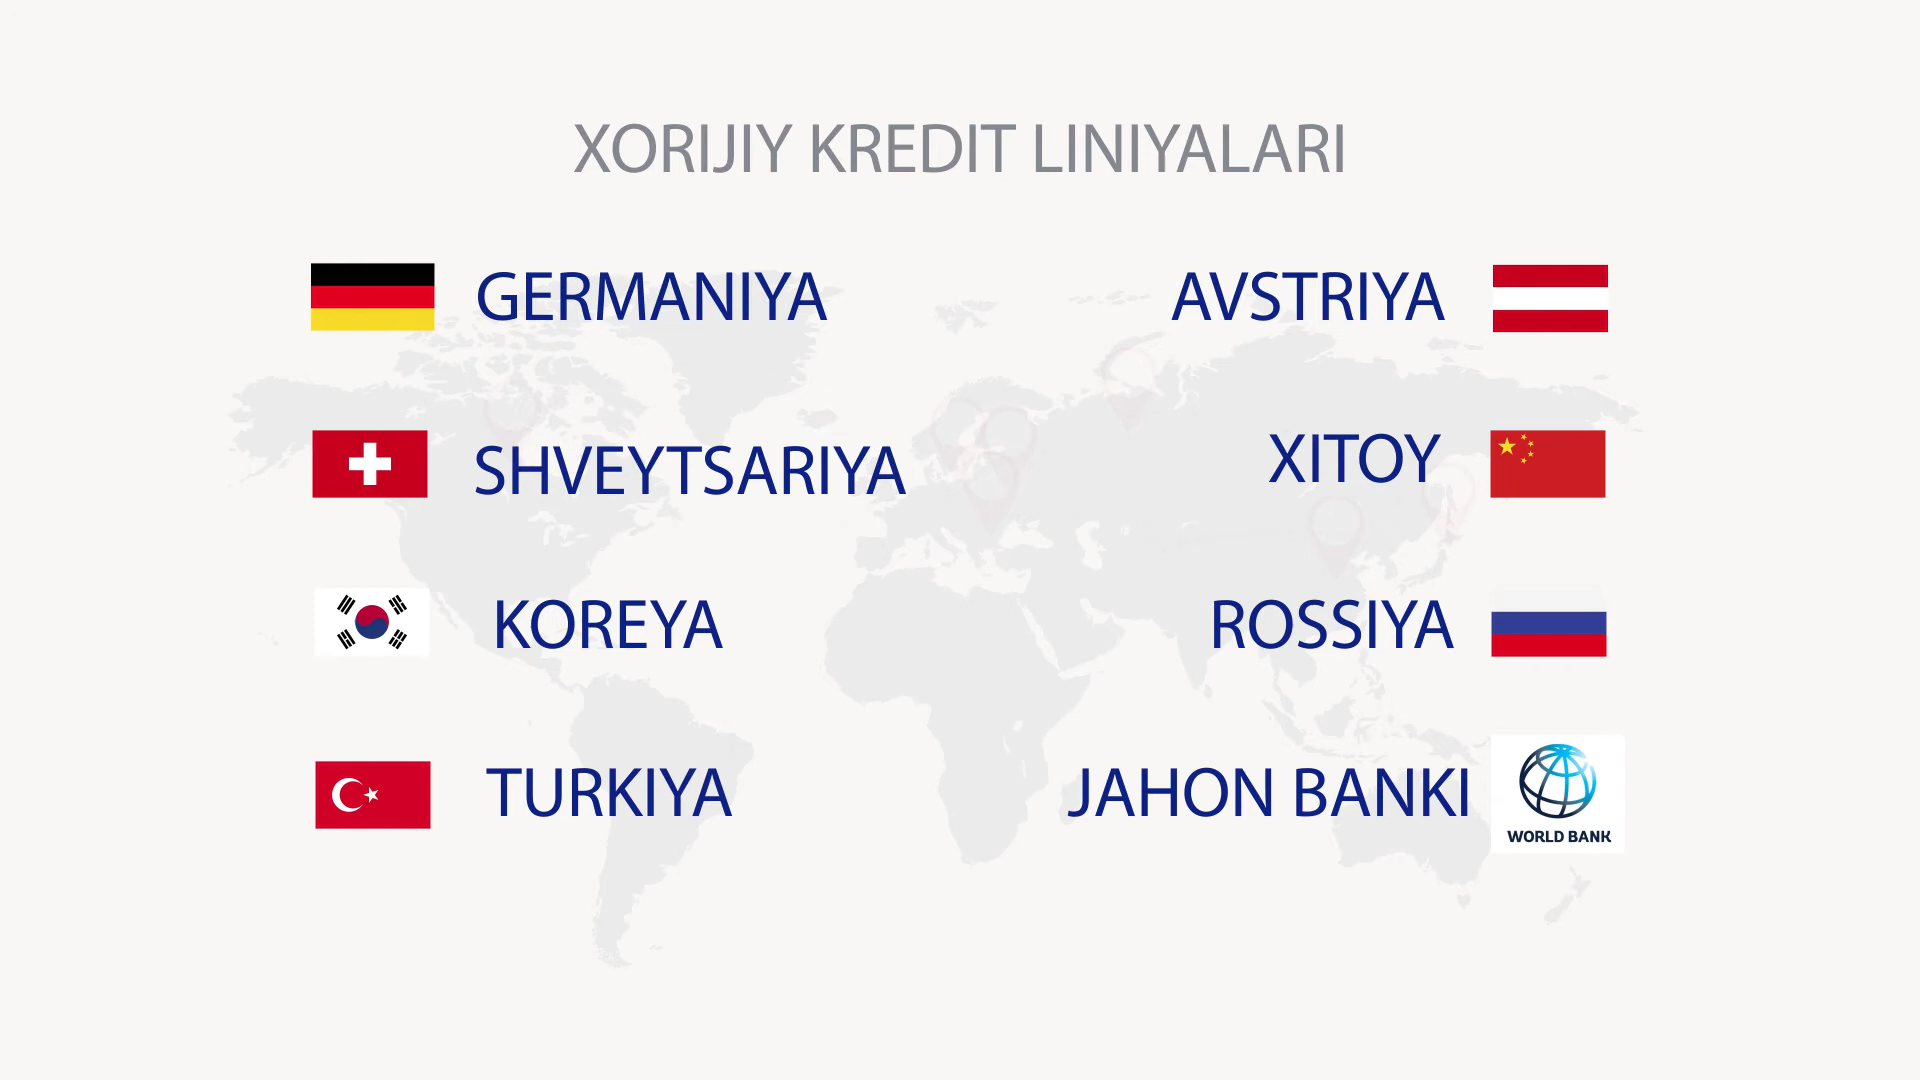 XORIJIY KREDIT LINIYALARI
GERMANIYA
AVSTRIYA
SHVEYTSARIYA
XITOY
KOREYA
ROSSIYA
TURKIYA
JAHON BANKI
WORLD BANK